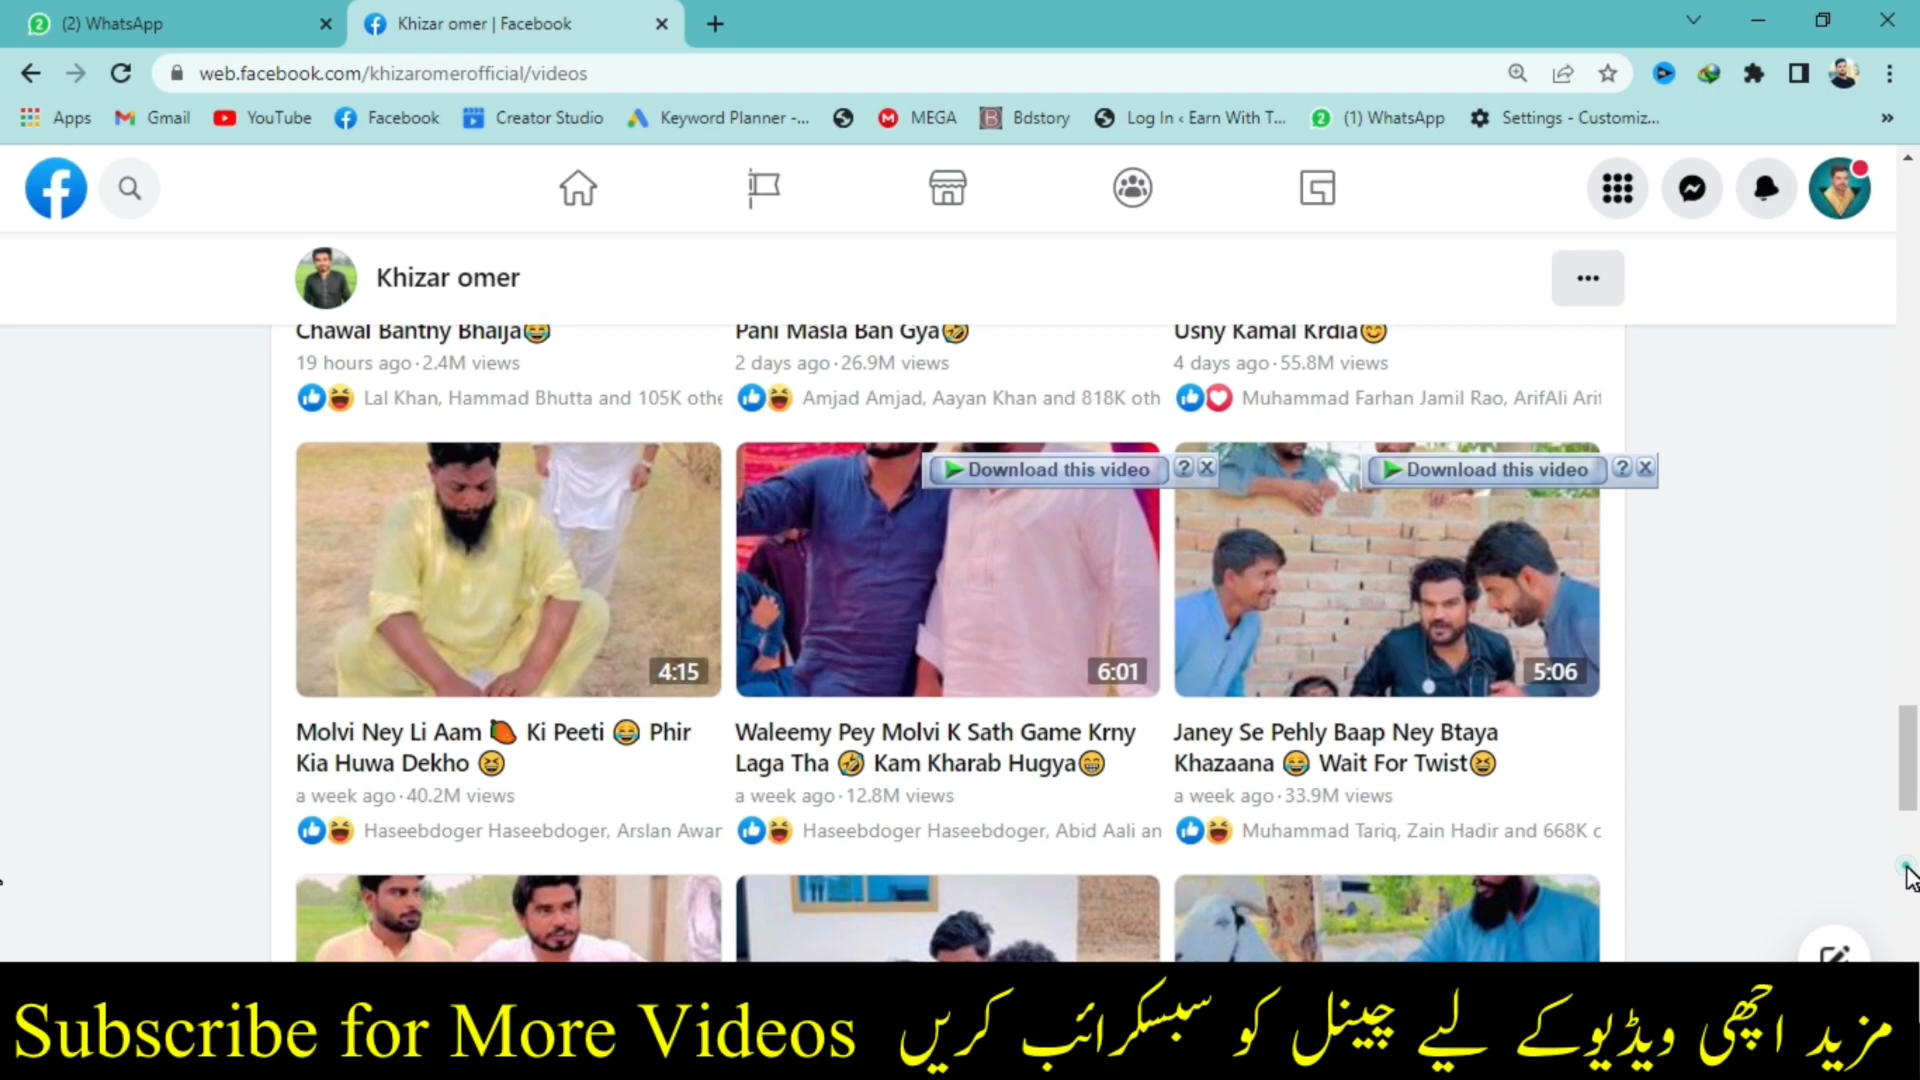 (2) WhatsApp
Khizar omer | Facebook
web.facebook.com/khizaromerofficial/videos
Apps
Gmail
YouTube
Facebook
Creator Studio
Keyword Planner -...
MEGA
Bdstory
Log In ‹ Earn With T...
(1) WhatsApp
Settings - Customiz...
Khizar omer
Chawal Bantny Bhaija😂
19 hours ago · 2.4M views
Lal Khan, Hammad Bhutta and 105K othe
Pani Masla Ban Gya🤣
2 days ago · 26.9M views
Amjad Amjad, Aayan Khan and 818K oth
Usny Kamal Krdia😊
4 days ago · 55.8M views
Muhammad Farhan Jamil Rao, ArifAli Arif
Download this video ?
Download this video ?
4:15
6:01
5:06
Molvi Ney Li Aam 🥭 Ki Peeti 😂 Phir
Kia Huwa Dekho 😆
a week ago · 40.2M views
Haseebdoger Haseebdoger, Arslan Awar
Waleemy Pey Molvi K Sath Game Krny
Laga Tha 🤣 Kam Kharab Hugya😁
a week ago · 12.8M views
Haseebdoger Haseebdoger, Abid Aali an
Janey Se Pehly Baap Ney Btaya
Khazaana 😂 Wait For Twist😆
a week ago · 33.9M views
Muhammad Tariq, Zain Hadir and 668K o
Subscribe for More Videos
مزید اچھی ویڈیوکے لیے چینل کو سبسکرائب کریں